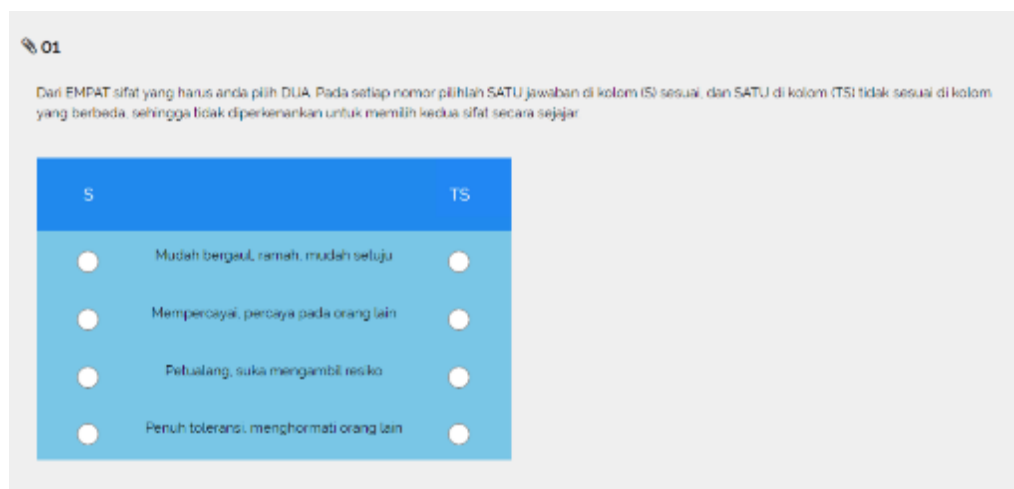 01
Dari EMPAT sifat yang harus anda pilih DUA. Pada setiap nomor pilihlah SATU jawaban di kolom (S) sesuai, dan SATU di kolom (TS) tidak sesuai di kolom
yang berbeda, sehingga tidak diperkenankan untuk memilih kedua sifat secara sejajar
S TS
Mudah bergaul, ramah, mudah setuju
Mempercayai, percaya pada orang lain
Petualang, suka mengambil resiko
Penuh toleransi, menghormati orang lain